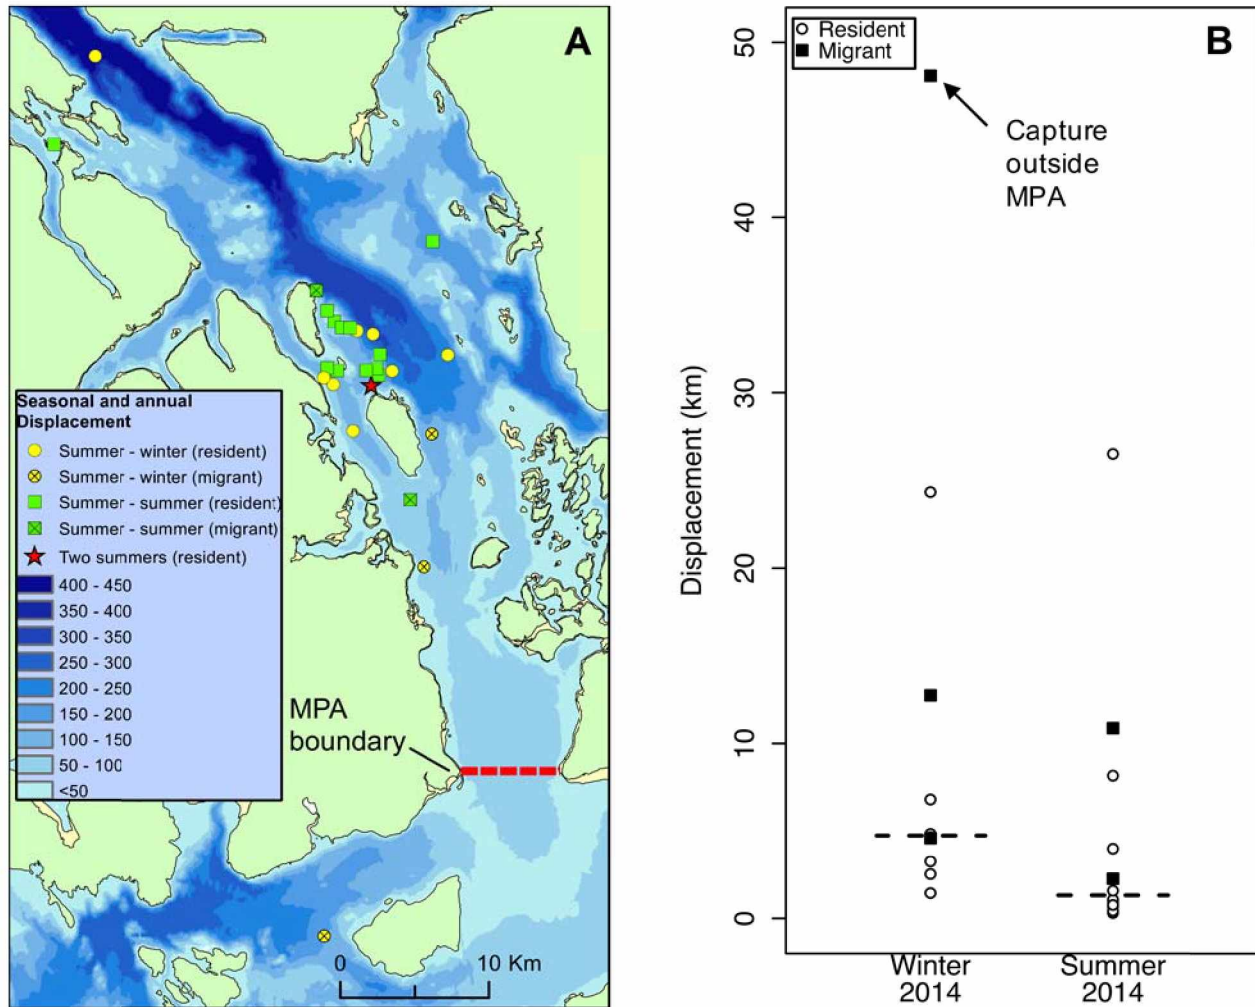 A
Seasonal and annual
Displacement
Summer - winter (resident)
Summer - winter (migrant)
Summer - summer (resident)
Summer - summer (migrant)
Two summers (resident)
400 - 450
350 - 400
300 - 350
250 - 300
200 - 250
150 - 200
100 - 150
50 - 100
<50
MPA
boundary
0 10 Km
B
Resident
Migrant
Capture
outside
MPA
Displacement (km)
50
40
30
20
10
0
Winter
2014
Summer
2014